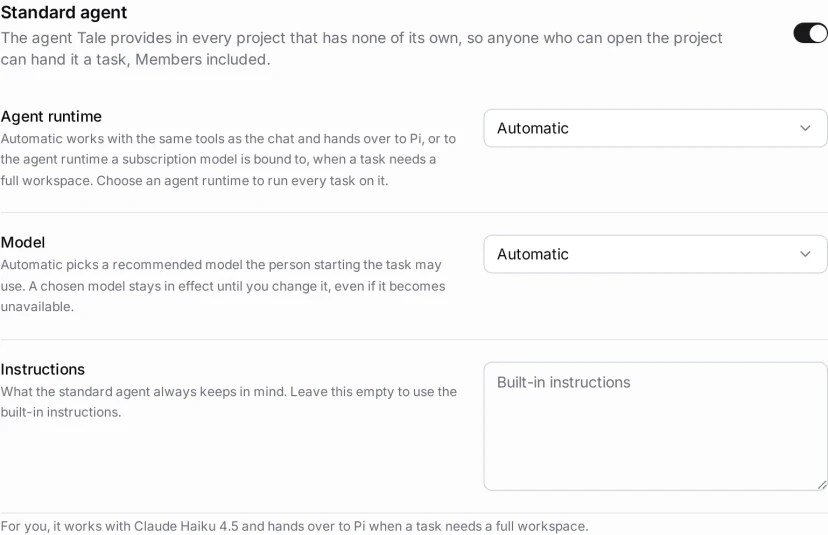 Standard agent
The agent Tale provides in every project that has none of its own, so anyone who can open the project
can hand it a task, Members included.
Agent runtime
Automatic works with the same tools as the chat and hands over to Pi, or to
the agent runtime a subscription model is bound to, when a task needs a
full workspace. Choose an agent runtime to run every task on it.
Automatic
Model
Automatic picks a recommended model the person starting the task may
use. A chosen model stays in effect until you change it, even if it becomes
unavailable.
Automatic
Instructions
What the standard agent always keeps in mind. Leave this empty to use the
built-in instructions.
Built-in instructions
For you, it works with Claude Haiku 4.5 and hands over to Pi when a task needs a full workspace.